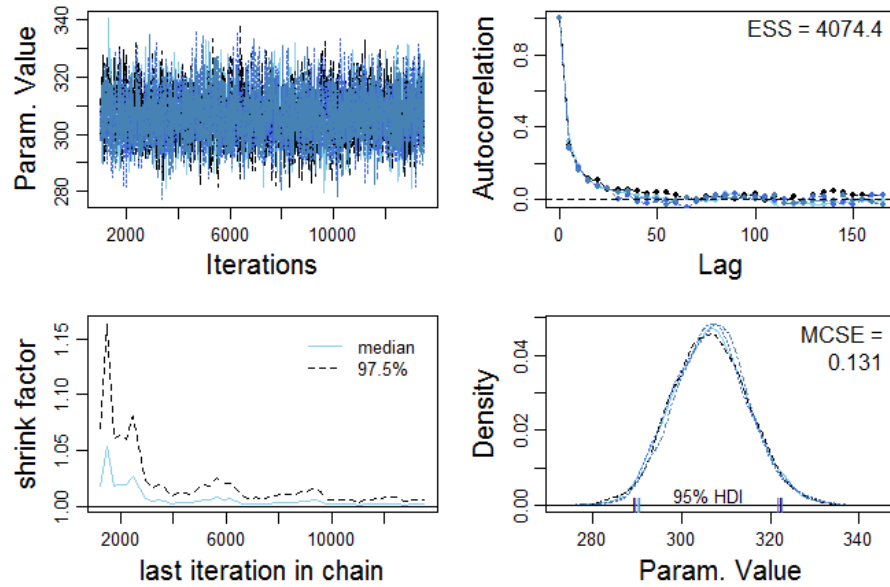 Param. Value
280 300 320 340
2000 6000 10000
Iterations
Autocorrelation
0.0 0.4 0.8
ESS = 4074.4
0 50 100 150
Lag
shrink factor
1.00 1.05 1.10 1.15
median
97.5%
2000 6000 10000
last iteration in chain
Density
0.00 0.02 0.04
MCSE =
0.131
95% HDI
280 300 320 340
Param. Value